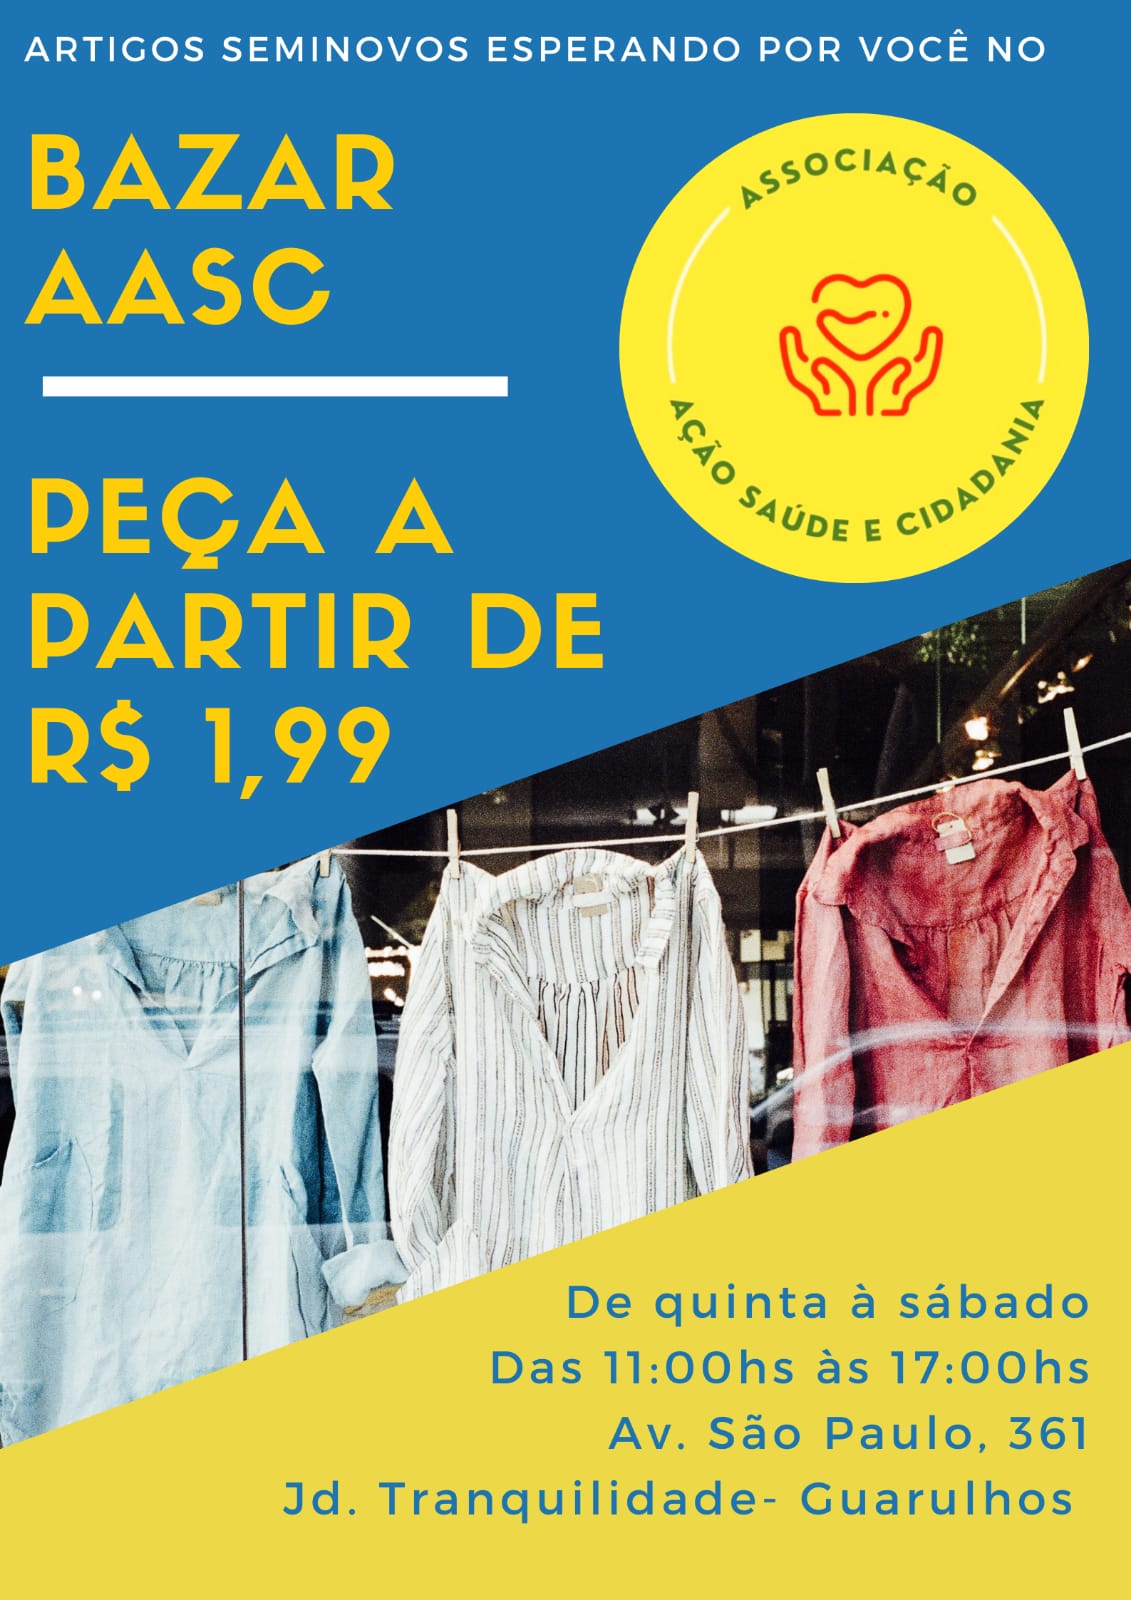 ARTIGOS SEMINOVOS ESPERANDO POR VOCÊ NO
BAZAR
AASC
ASSOCIAÇÃO
AÇÃO SAÚDE E CIDADANIA
PEÇA A
PARTIR DE
R$ 1,99
De quinta à sábado
Das 11:00hs às 17:00hs
Av. São Paulo, 361
Jd. Tranquilidade- Guarulhos